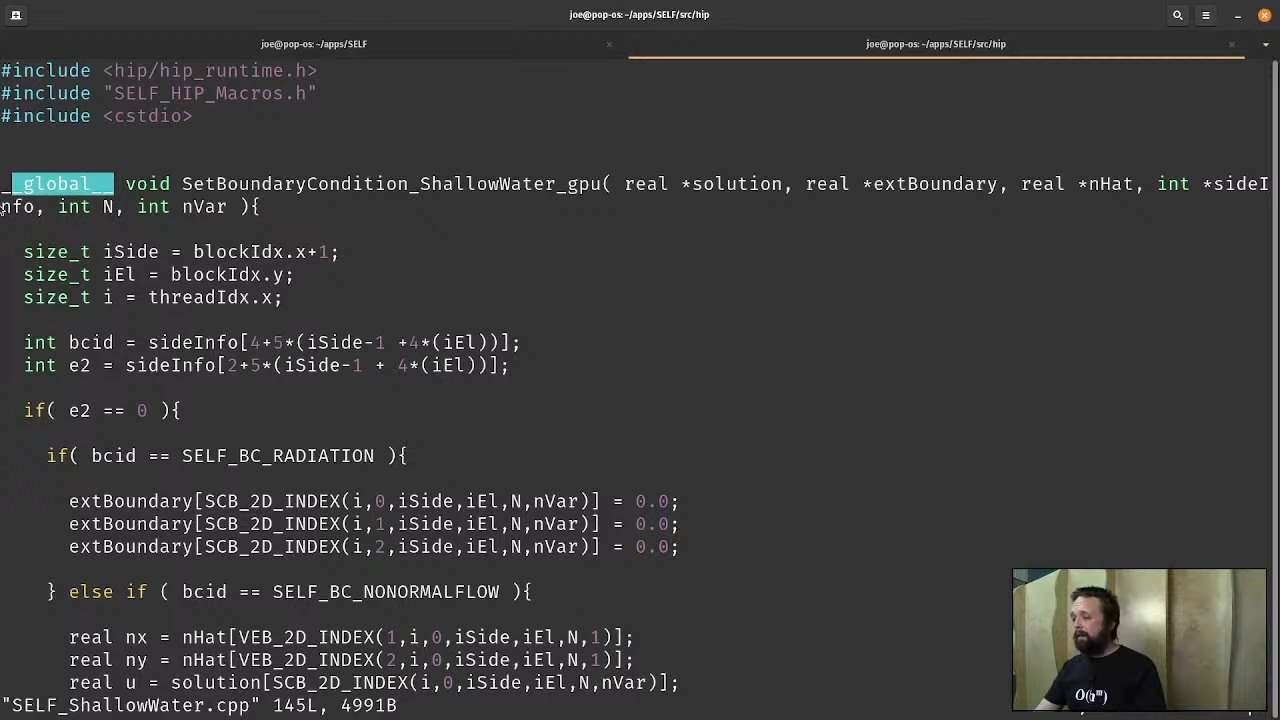 joe@pop-os: ~/apps/SELF/src/hip
joe@pop-os: ~/apps/SELF
joe@pop-os: ~/apps/SELF/src/hip
#include <hip/hip_runtime.h>
#include "SELF_HIP_Macros.h"
#include <cstdio>
__global__ void SetBoundaryCondition_ShallowWater_gpu( real *solution, real *extBoundary, real *nHat, int *sideI
nfo, int N, int nVar ){
size_t iSide = blockIdx.x+1;
size_t iEl = blockIdx.y;
size_t i = threadIdx.x;
int bcid = sideInfo[4+5*(iSide-1 +4*(iEl))];
int e2 = sideInfo[2+5*(iSide-1 + 4*(iEl))];
if( e2 == 0 ){
if( bcid == SELF_BC_RADIATION ){
extBoundary[SCB_2D_INDEX(i,0,iSide,iEl,N,nVar)] = 0.0;
extBoundary[SCB_2D_INDEX(i,1,iSide,iEl,N,nVar)] = 0.0;
extBoundary[SCB_2D_INDEX(i,2,iSide,iEl,N,nVar)] = 0.0;
} else if ( bcid == SELF_BC_NONORMALFLOW ){
real nx = nHat[VEB_2D_INDEX(1,i,0,iSide,iEl,N,1)];
real ny = nHat[VEB_2D_INDEX(2,i,0,iSide,iEl,N,1)];
real u = solution[SCB_2D_INDEX(i,0,iSide,iEl,N,nVar)];
"SELF_ShallowWater.cpp" 145L, 4991B